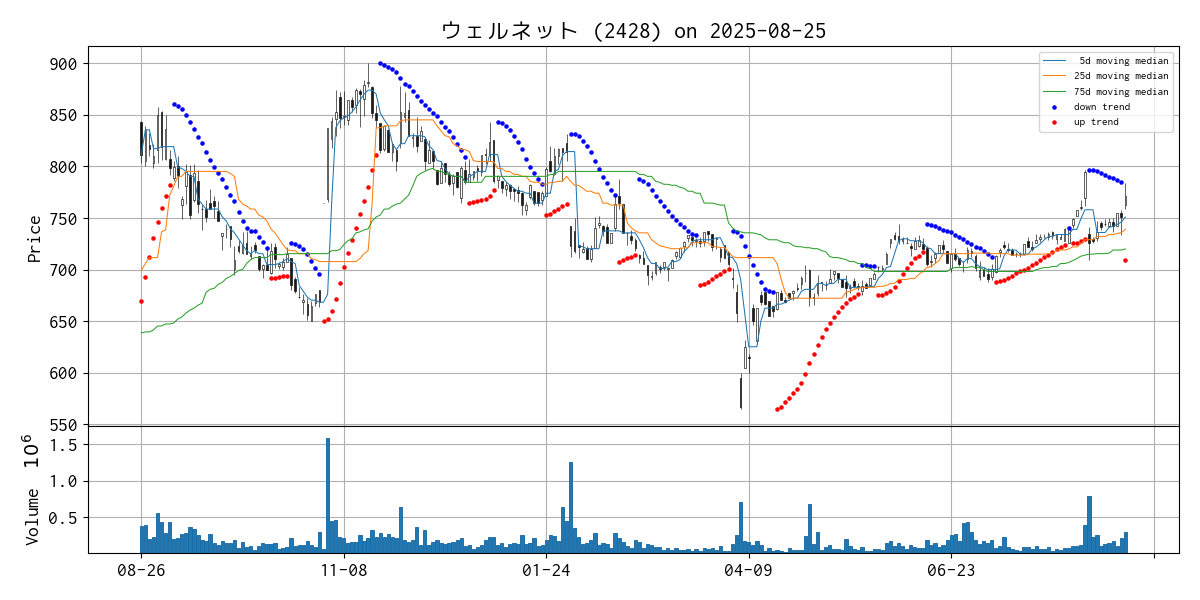 ウェルネット (2428) on 2025-08-25
5d moving median
25d moving median
75d moving median
down trend
up trend
Price
900
850
800
750
700
650
600
550
Volume 10^6
1.5
1.0
0.5
08-26
11-08
01-24
04-09
06-23